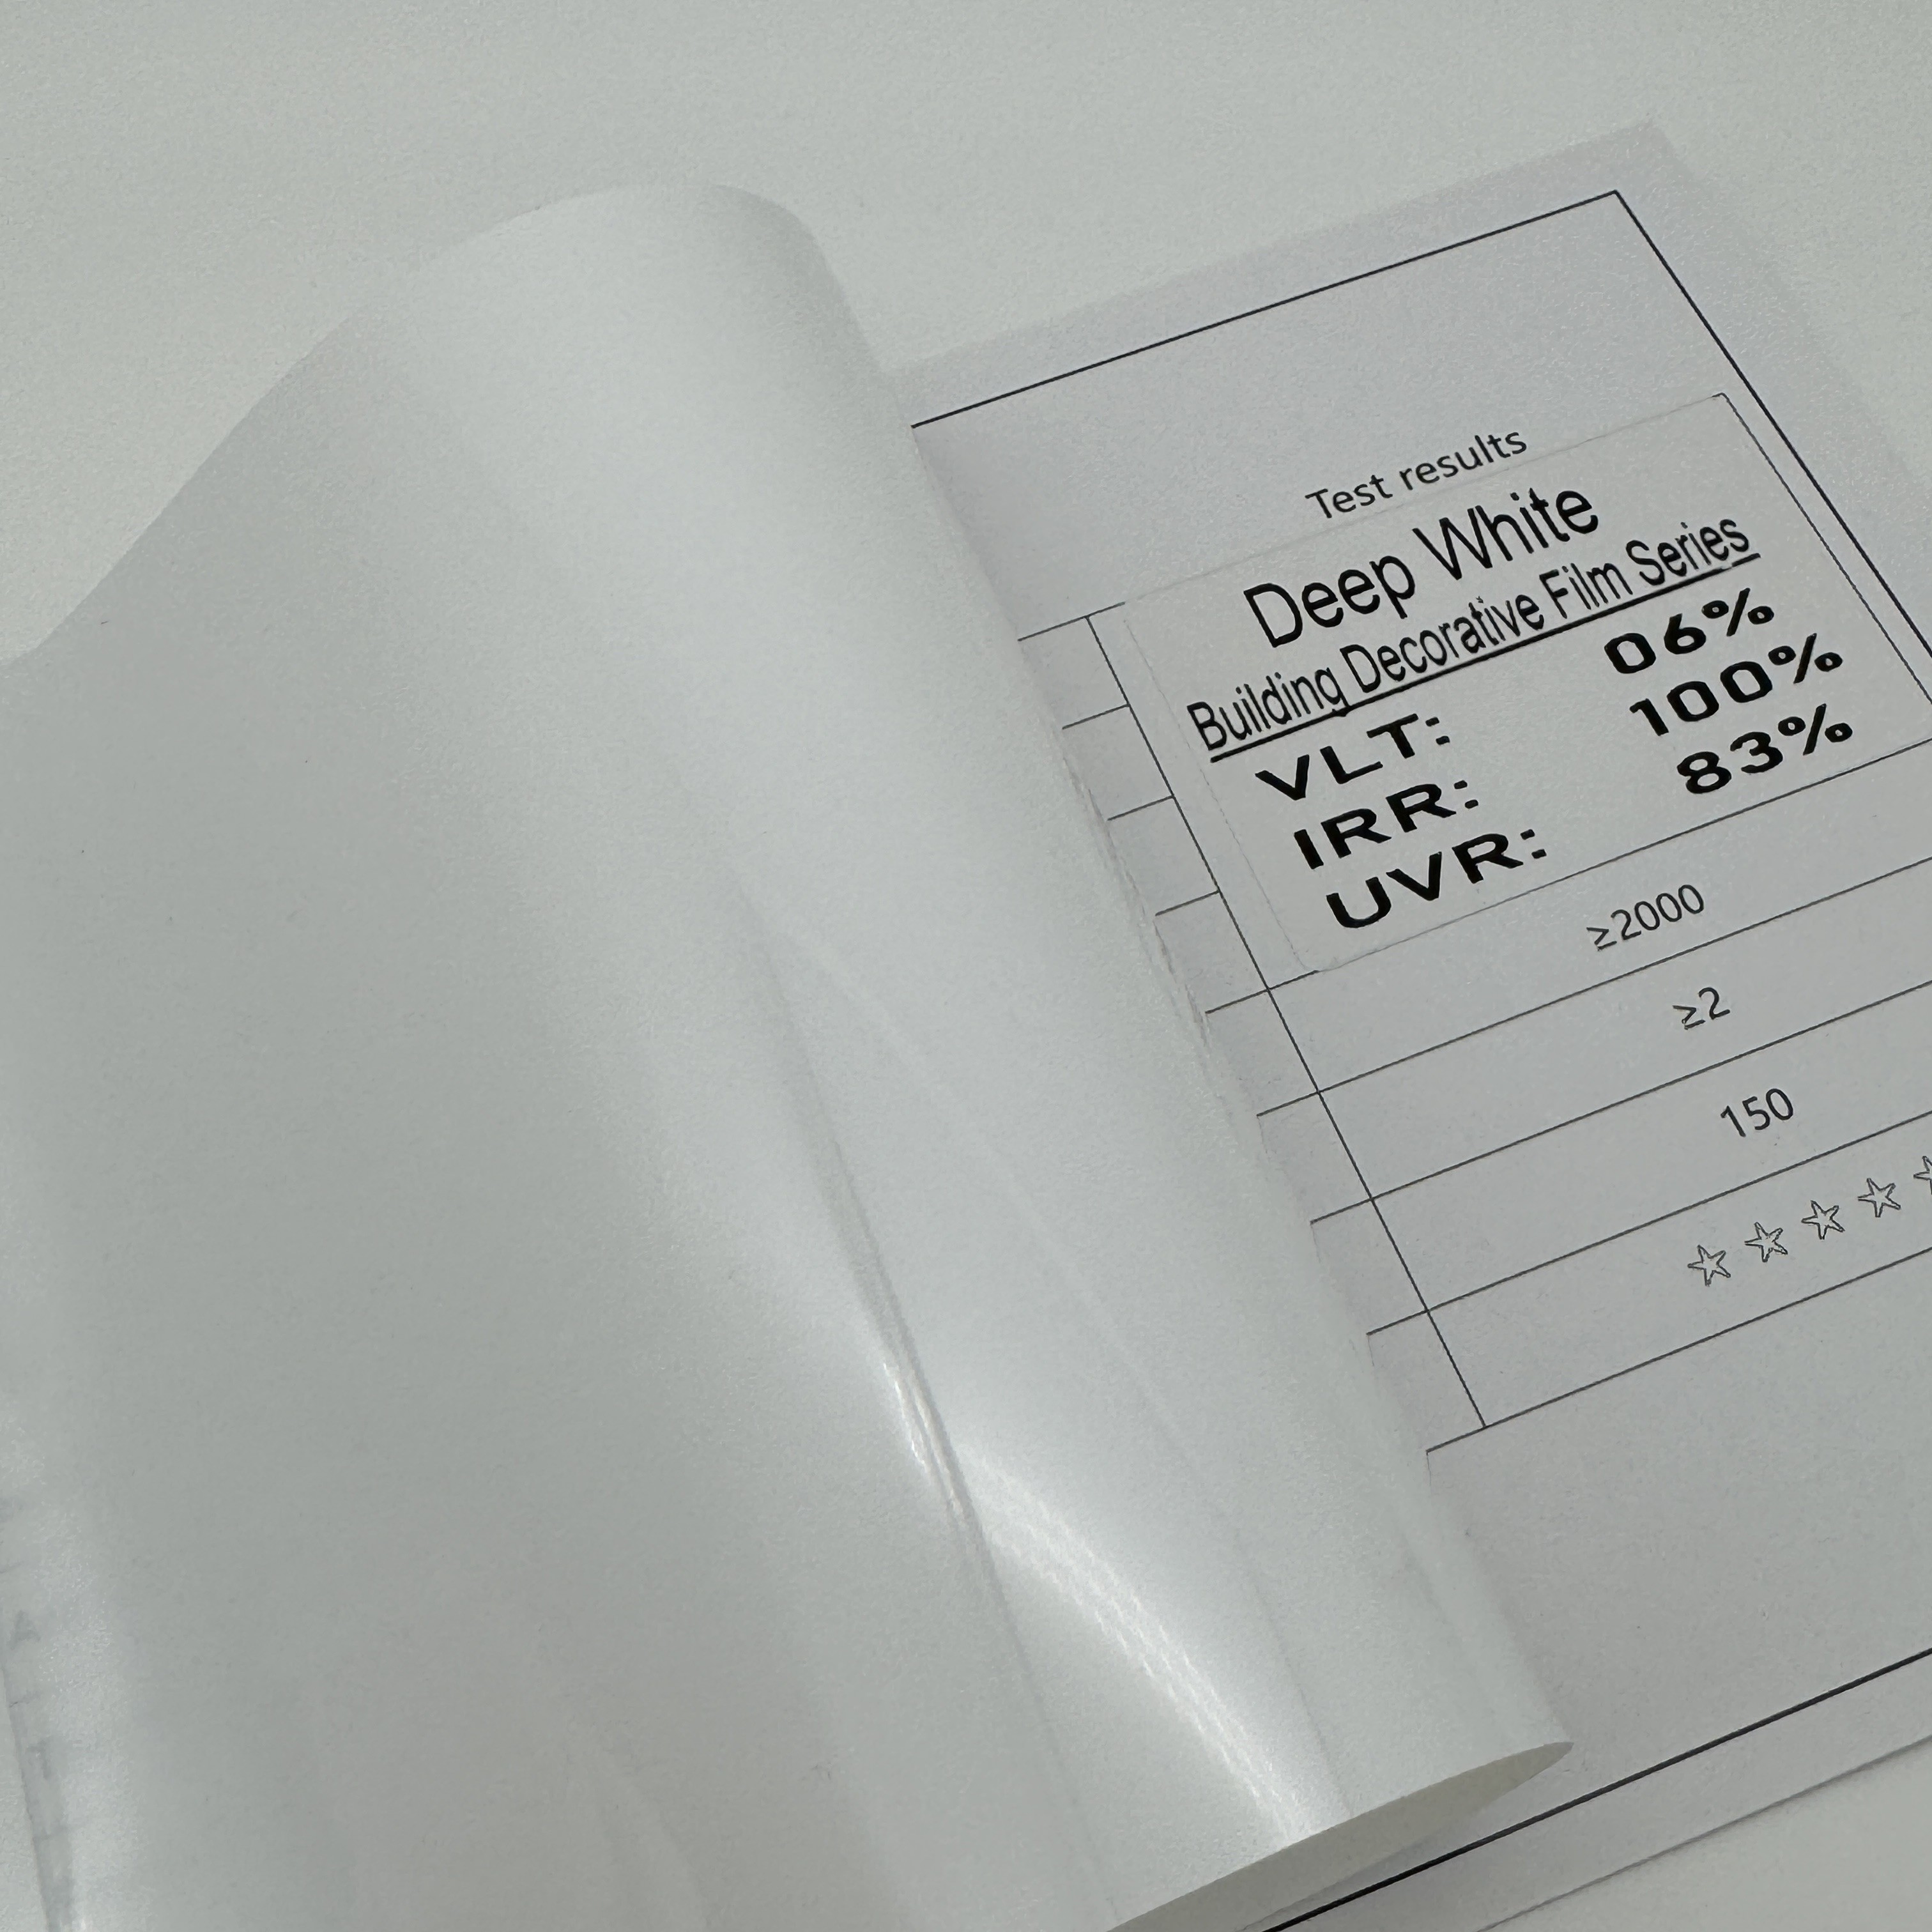 Test results
Deep White
Building Decorative Film Series
VLT: 06%
IRR: 100%
UVR: 83%
≥2000
≥2
150
☆ ☆ ☆ ☆ ☆